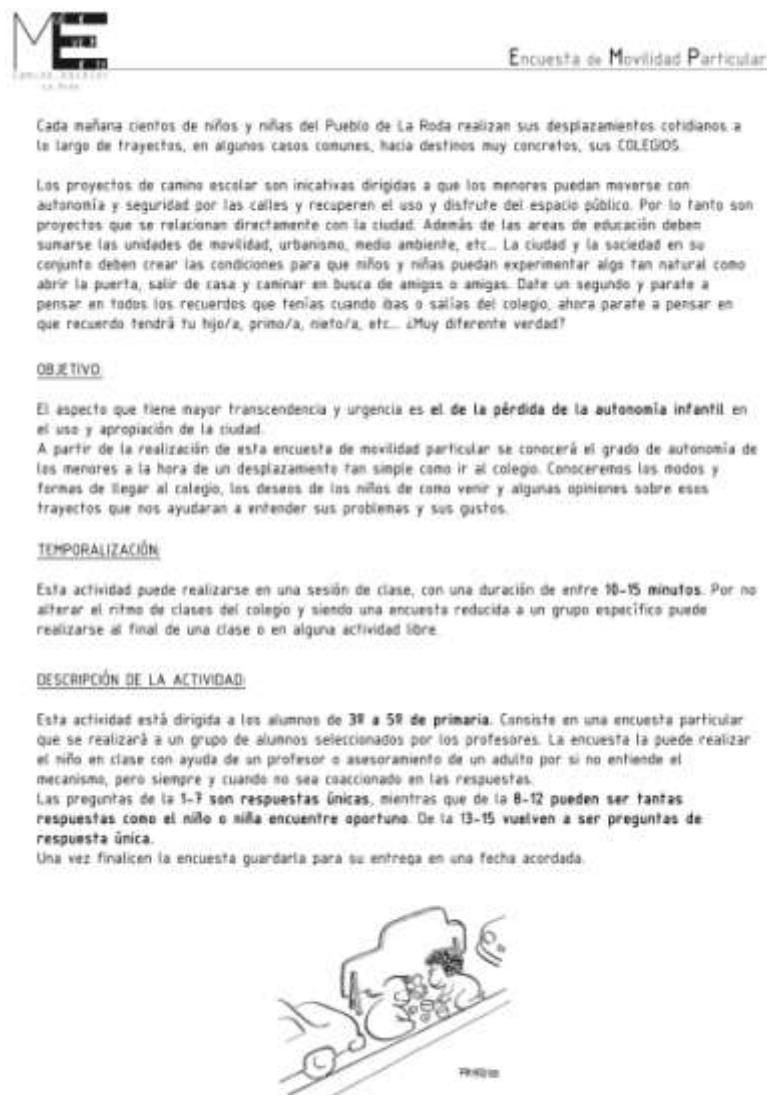 ME
CAMINO ESCOLAR
La Roda
Encuesta de Movilidad Particular
Cada mañana cientos de niños y niñas del Pueblo de La Roda realizan sus desplazamientos cotidianos a
lo largo de trayectos, en algunos casos comunes, hacia destinos muy concretos, sus COLEGIOS.
Los proyectos de camino escolar son inicativas dirigidas a que los menores puedan moverse con
autonomía y seguridad por las calles y recuperen el uso y disfrute del espacio público. Por lo tanto son
proyectos que se relacionan directamente con la ciudad. Además de las areas de educación deben
sumarse las unidades de movilidad, urbanismo, medio ambiente, etc... La ciudad y la sociedad en su
conjunto deben crear las condiciones para que niños y niñas puedan experimentar algo tan natural como
abrir la puerta, salir de casa y caminar en busca de amigos o amigas. Date un segundo y parate a
pensar en todos los recuerdos que tenías cuando ibas o salías del colegio, ahora parate a pensar en
que recuerdo tendrá tu hijo/a, primo/a, nieto/a, etc... ¿Muy diferente verdad?
OBJETIVO:
El aspecto que tiene mayor transcendencia y urgencia es el de la pérdida de la autonomía infantil en
el uso y apropiación de la ciudad.
A partir de la realización de esta encuesta de movilidad particular se conocerá el grado de autonomía de
los menores a la hora de un desplazamiento tan simple como ir al colegio. Conoceremos los modos y
formas de llegar al colegio, los deseos de los niños de como venir y algunas opiniones sobre esos
trayectos que nos ayudaran a entender sus problemas y sus gustos.
TEMPORALIZACIÓN:
Esta actividad puede realizarse en una sesión de clase, con una duración de entre 10-15 minutos. Por no
alterar el ritmo de clases del colegio y siendo una encuesta reducida a un grupo específico puede
realizarse al final de una clase o en alguna actividad libre.
DESCRIPCIÓN DE LA ACTIVIDAD:
Esta actividad está dirigida a los alumnos de 3º a 5º de primaria. Consiste en una encuesta particular
que se realizará a un grupo de alumnos seleccionados por los profesores. La encuesta la puede realizar
el niño en clase con ayuda de un profesor o asesoramiento de un adulto por si no entiende el
mecanismo, pero siempre y cuando no sea coaccionado en las respuestas.
Las preguntas de la 1-7 son respuestas únicas, mientras que de la 8-12 pueden ser tantas
respuestas como el niño o niña encuentre oportuno. De la 13-15 vuelven a ser preguntas de
respuesta única.
Una vez finalicen la encuesta guardarla para su entrega en una fecha acordada.